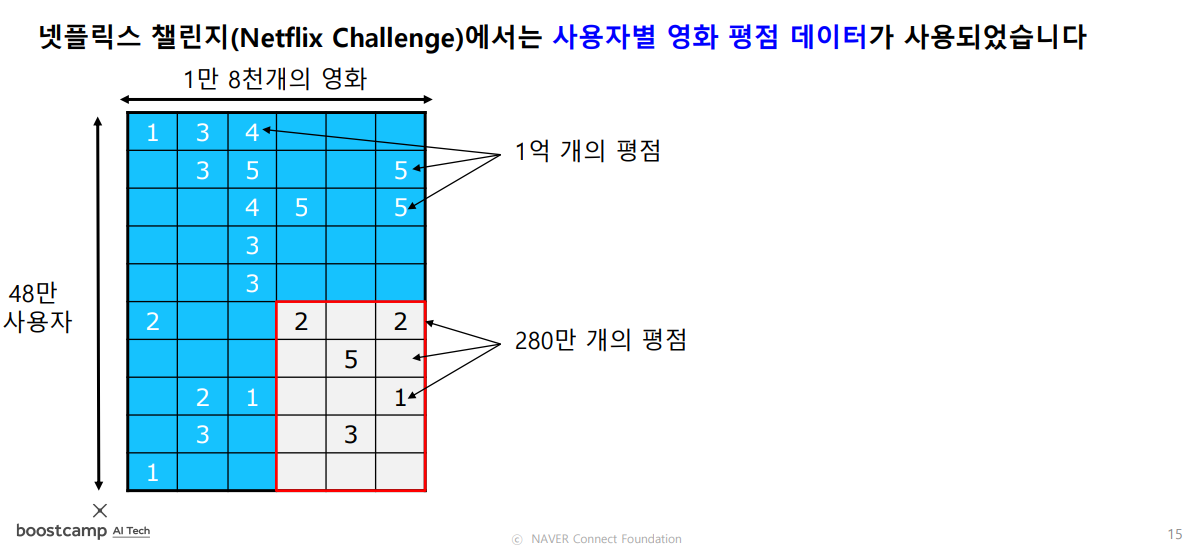 넷플릭스 챌린지(Netflix Challenge)에서는 사용자별 영화 평점 데이터가 사용되었습니다
1만 8천개의 영화
1 3 4
1억 개의 평점
3 5 5
4 5 5
3
3
48만
사용자
2 2 2
280만 개의 평점
5
2 1 1
3 3
1
boostcamp AI Tech
ⓒ NAVER Connect Foundation
15